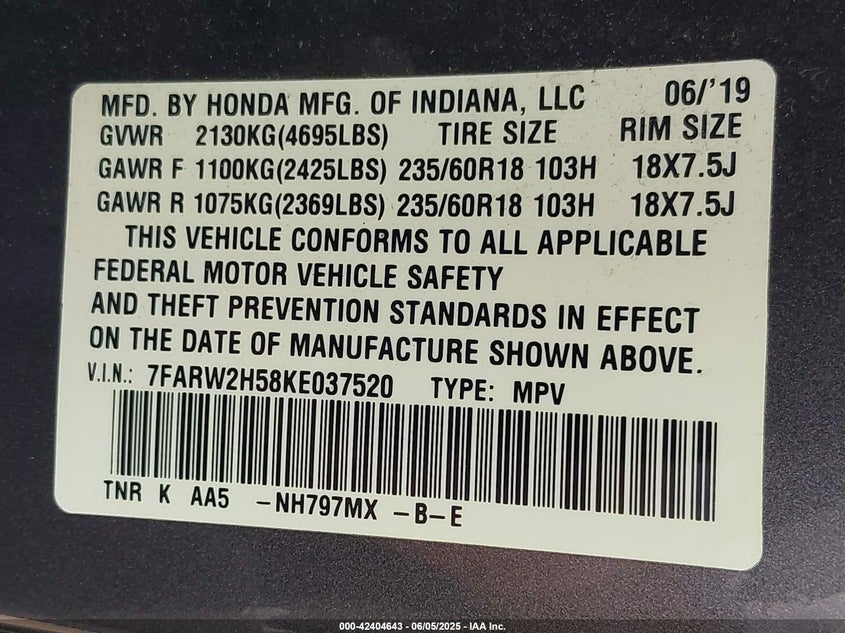 MFD. BY HONDA MFG. OF INDIANA, LLC 06/'19
GVWR 2130KG(4695LBS) TIRE SIZE RIM SIZE
GAWR F 1100KG(2425LBS) 235/60R18 103H 18X7.5J
GAWR R 1075KG(2369LBS) 235/60R18 103H 18X7.5J
THIS VEHICLE CONFORMS TO ALL APPLICABLE
FEDERAL MOTOR VEHICLE SAFETY
AND THEFT PREVENTION STANDARDS IN EFFECT
ON THE DATE OF MANUFACTURE SHOWN ABOVE.
V.I.N.: 7FARW2H58KE037520 TYPE: MPV
TNR K AA5 -NH797MX -B-E
000-42404643 - 06/05/2025 - IAA Inc.